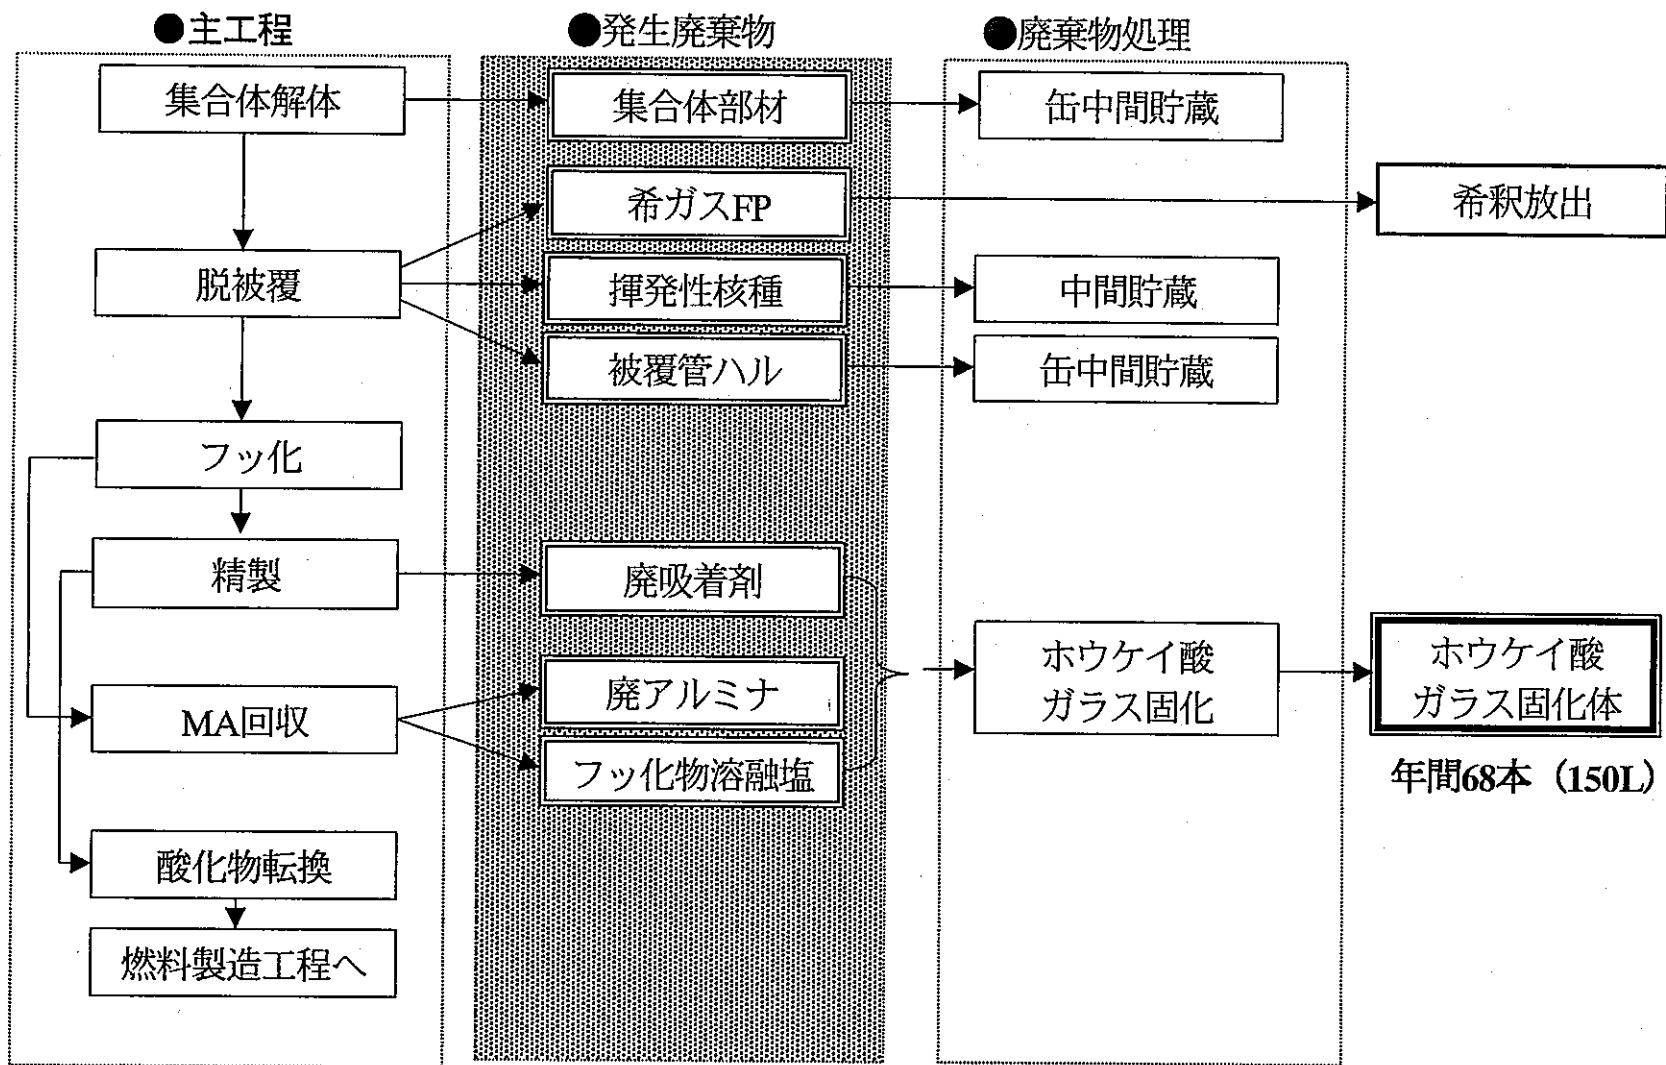 ●主工程
●発生廃棄物
●廃棄物処理
集合体解体
集合体部材
缶中間貯蔵
希ガスFP
希釈放出
脱被覆
揮発性核種
中間貯蔵
被覆管ハル
缶中間貯蔵
フッ化
精製
廃吸着剤
MA回収
廃アルミナ
フッ化物溶融塩
ホウケイ酸
ガラス固化
ホウケイ酸
ガラス固化体
年間68本（150L）
酸化物転換
燃料製造工程へ